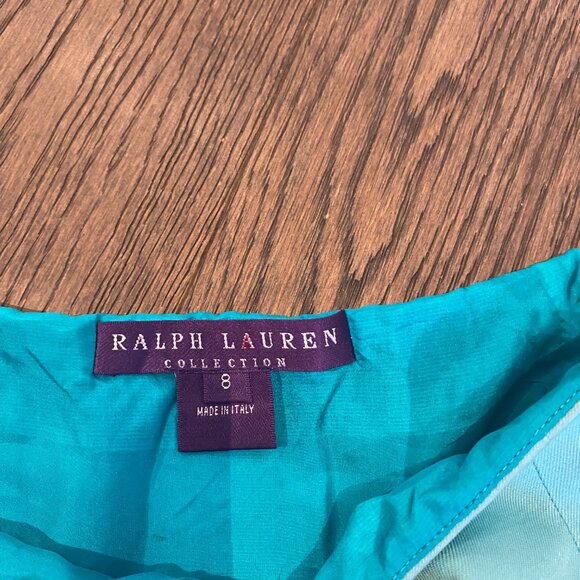 RALPH LAUREN
COLLECTION
8
MADE IN ITALY